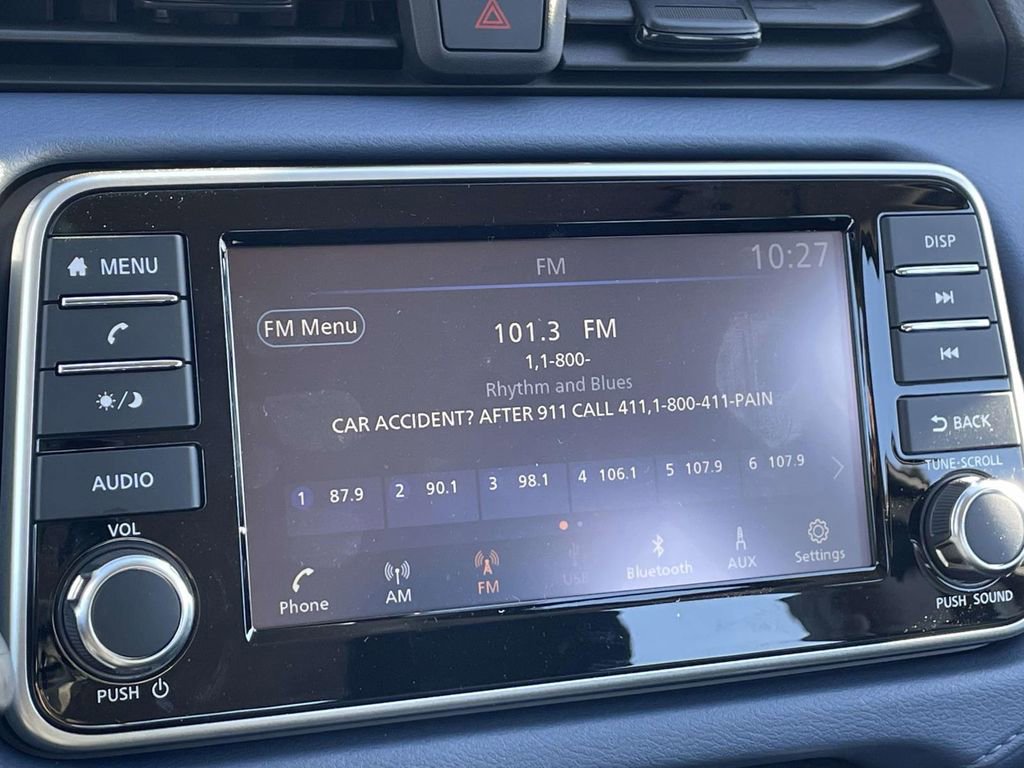 MENU
AUDIO
VOL
PUSH
FM
10:27
FM Menu
101.3 FM
1,1-800-
Rhythm and Blues
CAR ACCIDENT? AFTER 911 CALL 411,1-800-411-PAIN
1 87.9 2 90.1 3 98.1 4 106.1 5 107.9 6 107.9
Phone AM FM USB Bluetooth AUX Settings
DISP
BACK
TUNE·SCROLL
PUSH SOUND